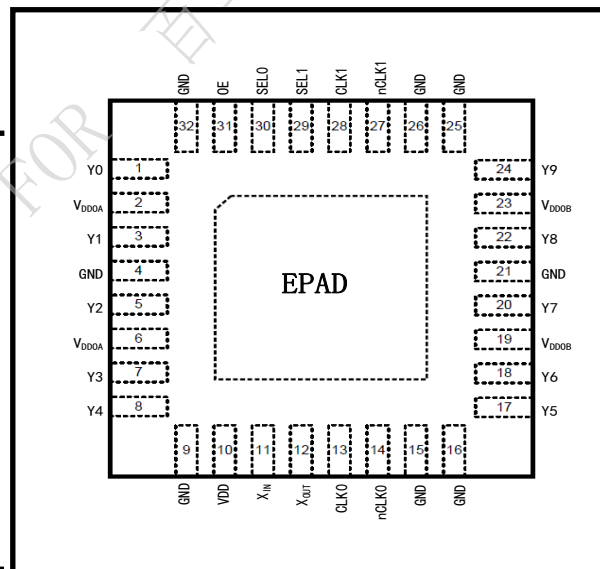 FOR 百
GND OE SEL0 SEL1 CLK1 nCLK1 GND GND
32 31 30 29 28 27 26 25
Y0 1 24 Y9
VDDOA 2 23 VDDOB
Y1 3 22 Y8
GND 4 21 GND
EPAD
Y2 5 20 Y7
VDDOA 6 19 VDDOB
Y3 7 18 Y6
Y4 8 17 Y5
9 10 11 12 13 14 15 16
GND VDD XIN XOUT CLK0 nCLK0 GND GND